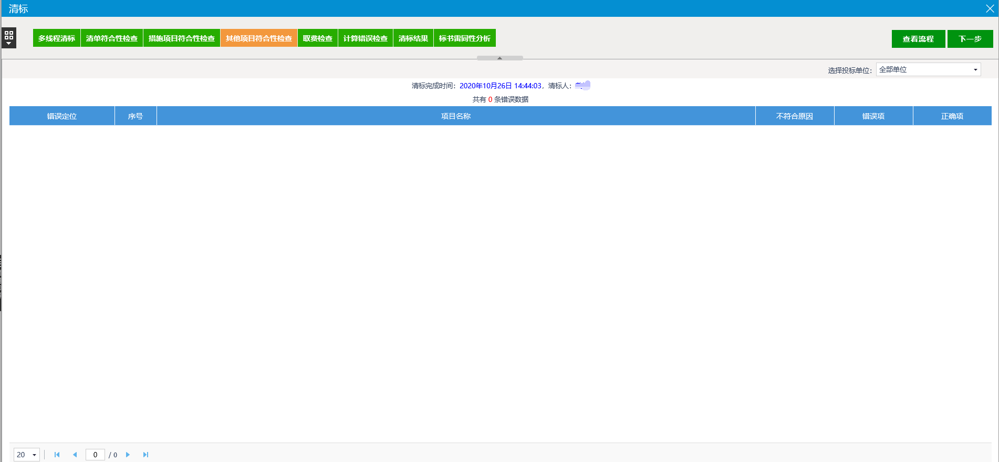 清标
多线程清标 清单符合性检查 措施项目符合性检查 其他项目符合性检查 取费检查 计算错误检查 清标结果 标书雷同性分析
查看流程 下一步
选择投标单位: 全部单位
清标完成时间：2020年10月26日 14:44:03，清标人：
共有 0 条错误数据
错误定位 序号 项目名称 不符合原因 错误项 正确项
20 0 / 0